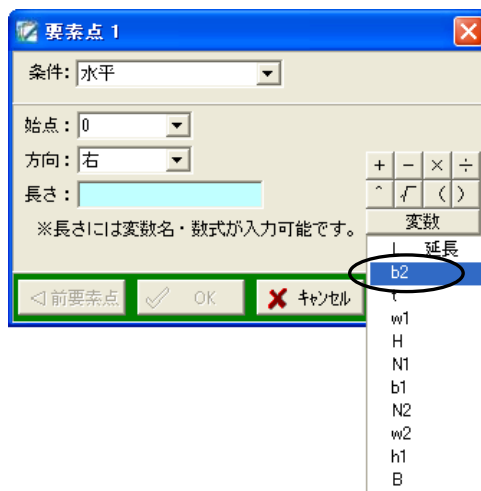 要素点 1
条件: 水平
始点: 0
方向: 右
長さ:
※長さには変数名・数式が入力可能です。
+ - × ÷
^ √ ( )
変数
L 延長
b2
t
w1
H
N1
b1
N2
w2
h1
B
◁前要素点 OK キャンセル